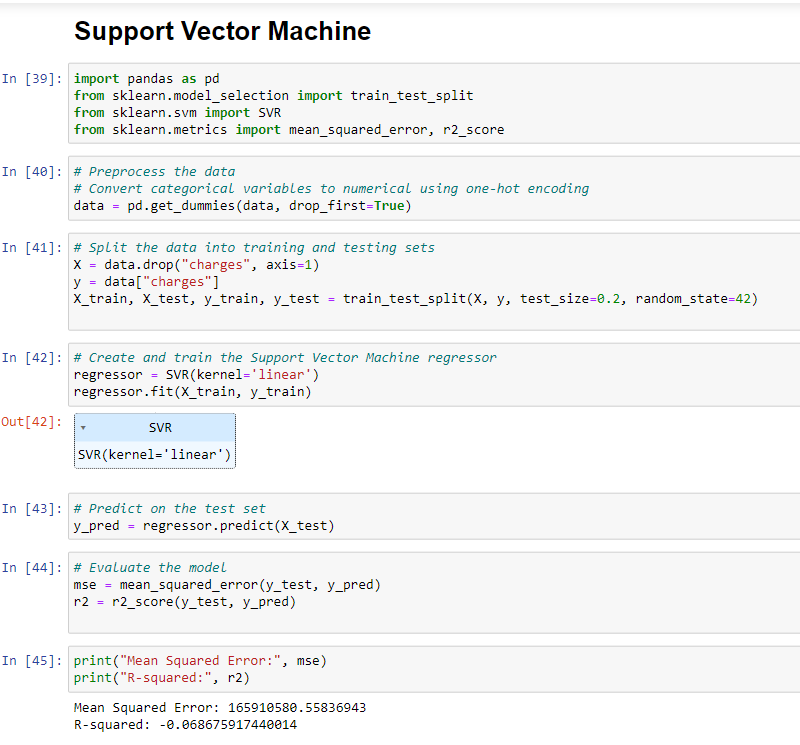 Support Vector Machine
In [39]: import pandas as pd
from sklearn.model_selection import train_test_split
from sklearn.svm import SVR
from sklearn.metrics import mean_squared_error, r2_score
In [40]: # Preprocess the data
# Convert categorical variables to numerical using one-hot encoding
data = pd.get_dummies(data, drop_first=True)
In [41]: # Split the data into training and testing sets
X = data.drop("charges", axis=1)
y = data["charges"]
X_train, X_test, y_train, y_test = train_test_split(X, y, test_size=0.2, random_state=42)
In [42]: # Create and train the Support Vector Machine regressor
regressor = SVR(kernel='linear')
regressor.fit(X_train, y_train)
Out[42]: ▾ SVR
SVR(kernel='linear')
In [43]: # Predict on the test set
y_pred = regressor.predict(X_test)
In [44]: # Evaluate the model
mse = mean_squared_error(y_test, y_pred)
r2 = r2_score(y_test, y_pred)
In [45]: print("Mean Squared Error:", mse)
print("R-squared:", r2)
Mean Squared Error: 165910580.55836943
R-squared: -0.068675917440014